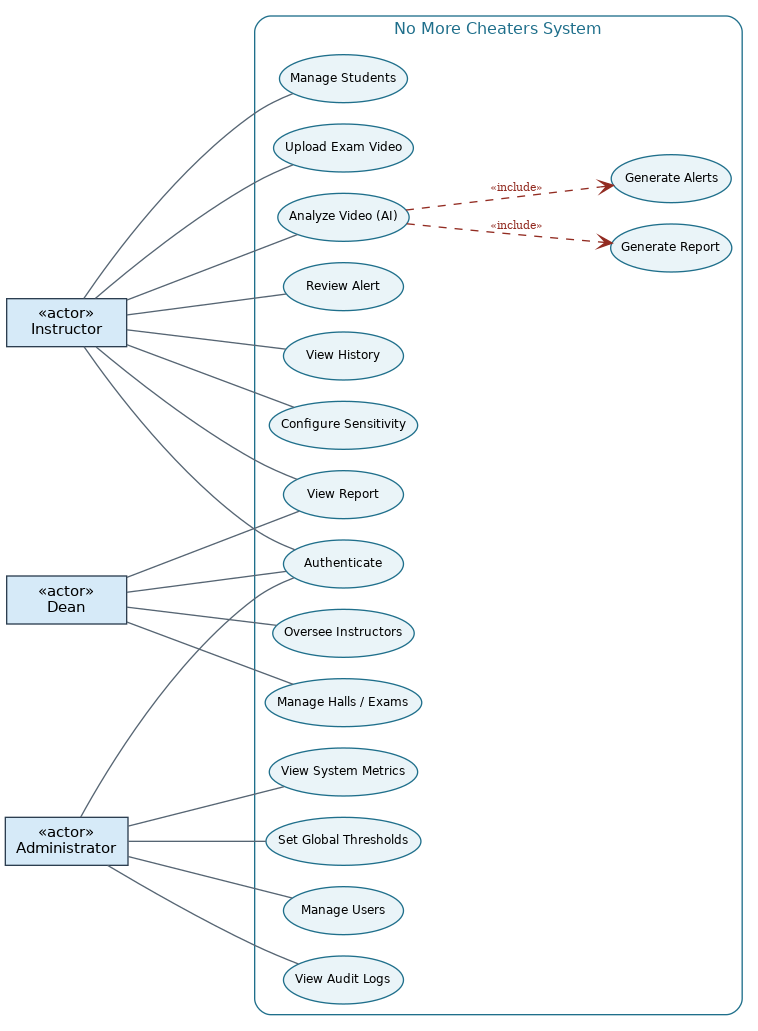 No More Cheaters System
Manage Students
Upload Exam Video
Analyze Video (AI)
«include»
Generate Alerts
«include»
Generate Report
Review Alert
«actor»
Instructor
View History
Configure Sensitivity
View Report
Authenticate
«actor»
Dean
Oversee Instructors
Manage Halls / Exams
View System Metrics
«actor»
Administrator
Set Global Thresholds
Manage Users
View Audit Logs